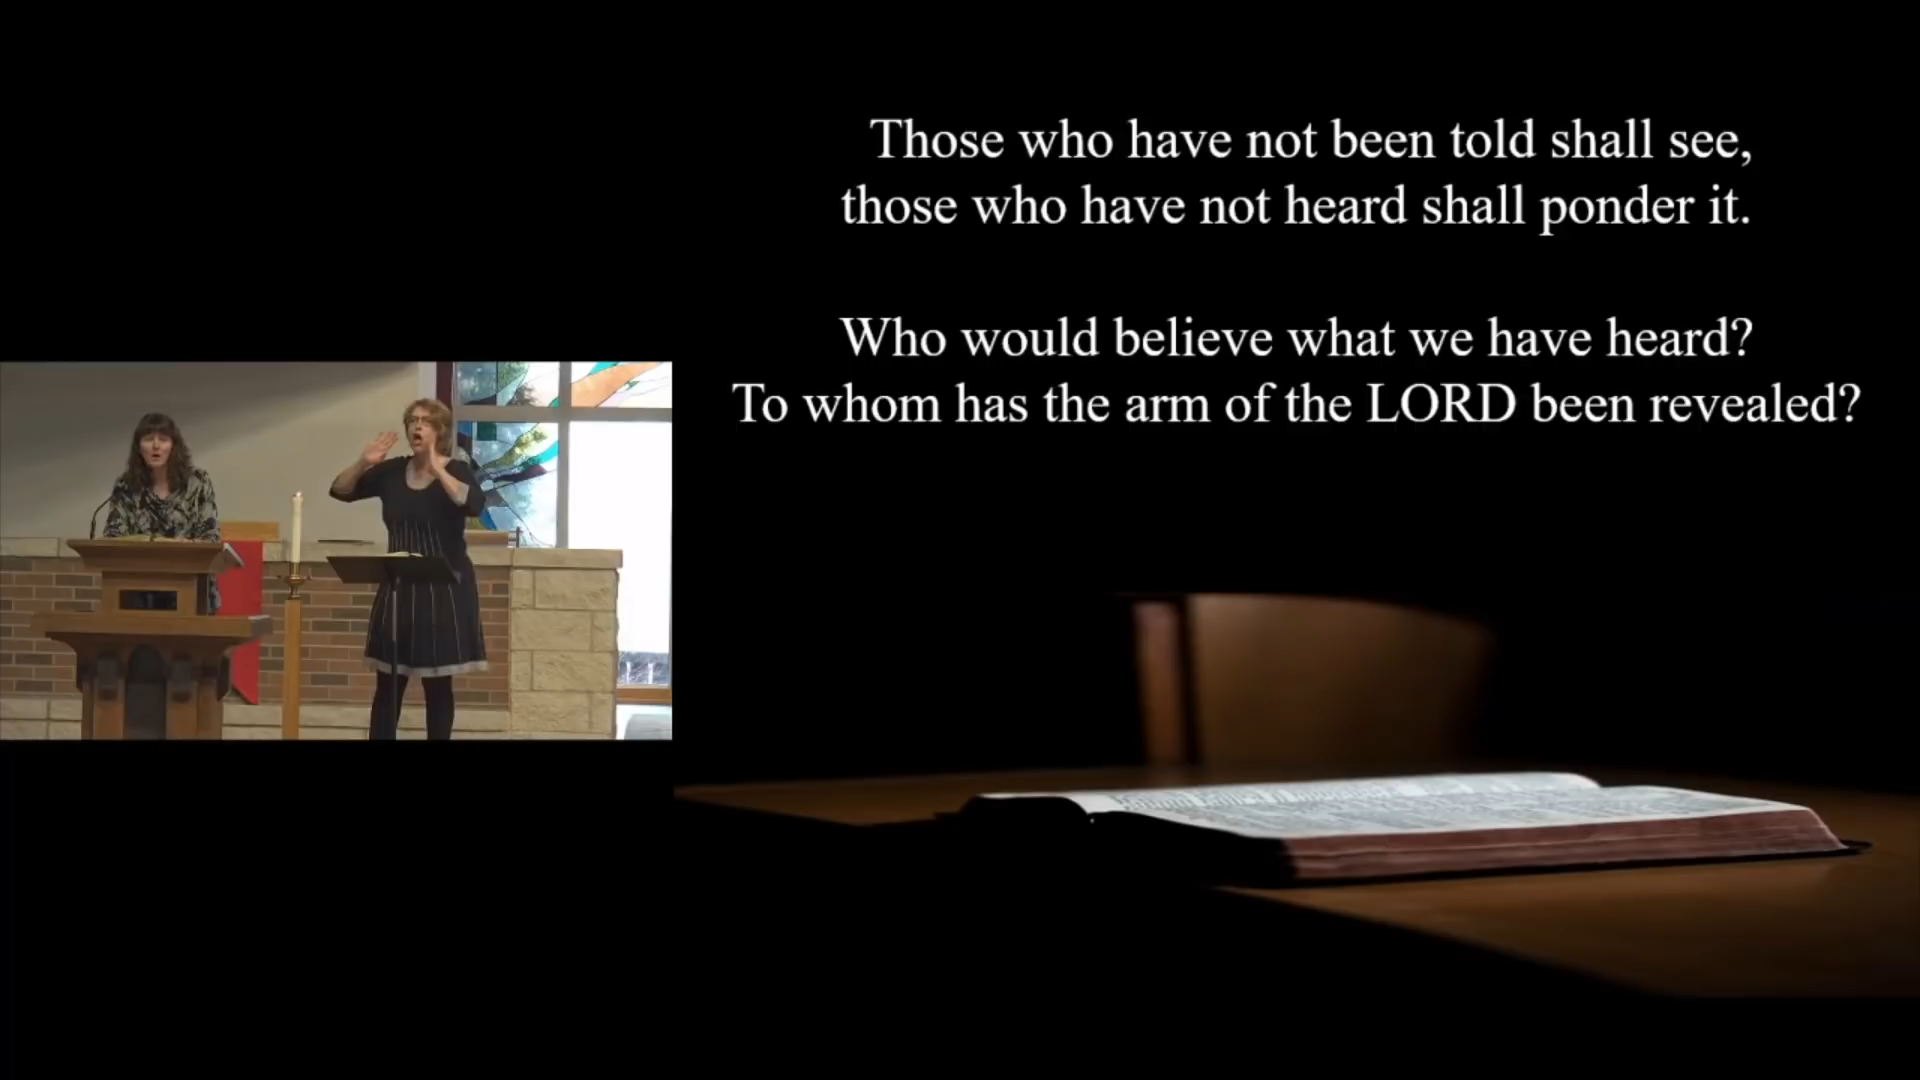 Those who have not been told shall see,
those who have not heard shall ponder it.
Who would believe what we have heard?
To whom has the arm of the LORD been revealed?